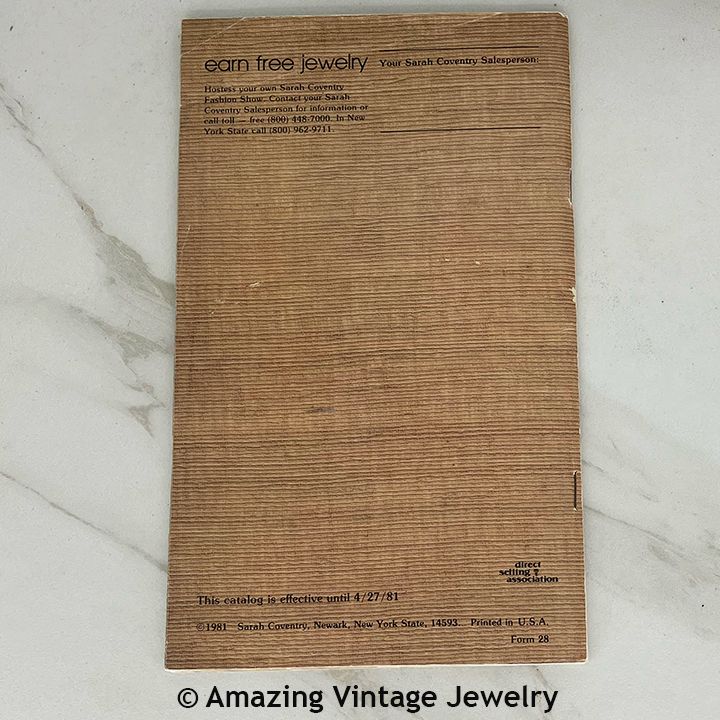 earn free jewelry
Hostess your own Sarah Coventry
Fashion Show. Contact your Sarah
Coventry Salesperson for information or
call toll — free (800) 448-7000. In New
York State call (800) 962-9711.
Your Sarah Coventry Salesperson:
direct
selling
association
This catalog is effective until 4/27/81
©1981 Sarah Coventry, Newark, New York State, 14593. Printed in U.S.A.
Form 28
© Amazing Vintage Jewelry